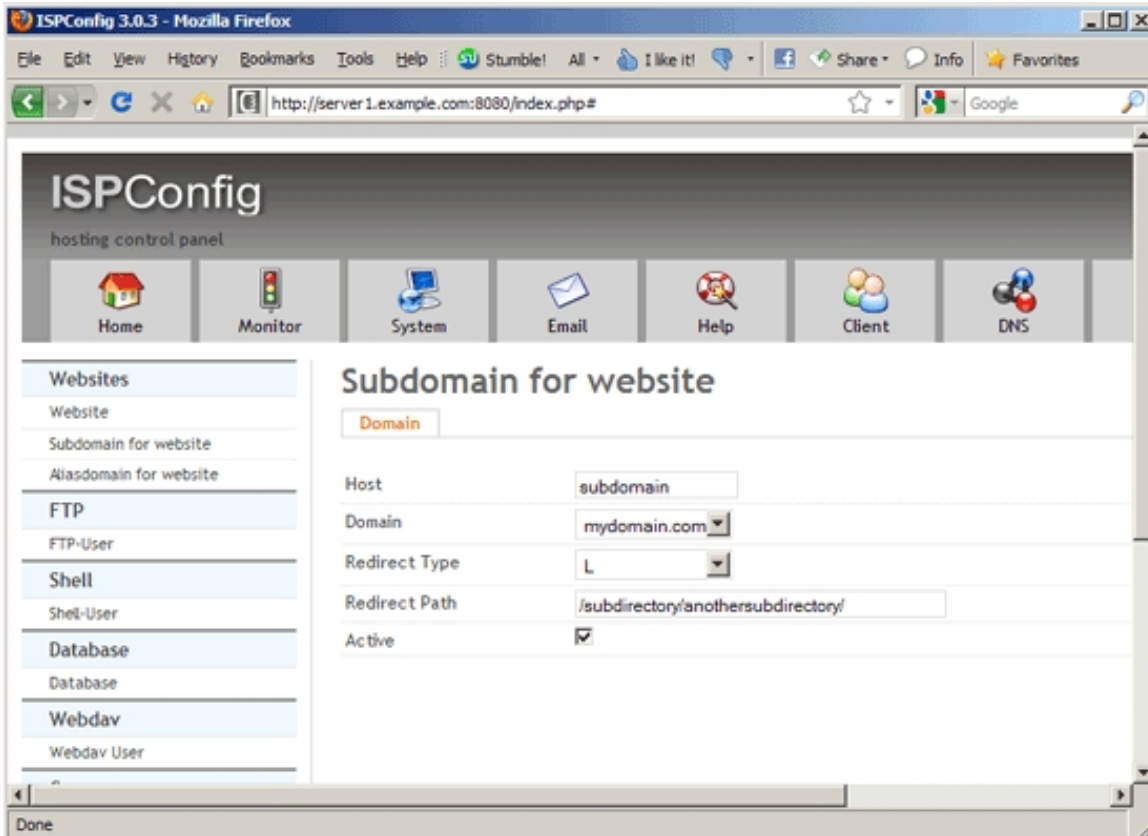 ISPConfig 3.0.3 - Mozilla Firefox
File Edit View History Bookmarks Tools Help Stumble! All I like it! Share Info Favorites
http://server1.example.com:8080/index.php# Google
ISPConfig
hosting control panel
Home Monitor System Email Help Client DNS
Websites
Website
Subdomain for website
Aliasdomain for website
FTP
FTP-User
Shell
Shell-User
Database
Database
Webdav
Webdav User
Subdomain for website
Domain
Host subdomain
Domain mydomain.com
Redirect Type L
Redirect Path /subdirectory/anothersubdirectory/
Active
Done